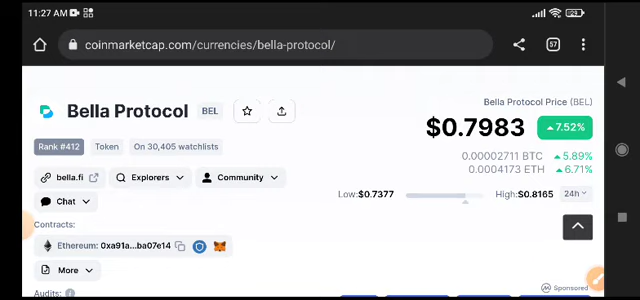 11:27 AM
57
coinmarketcap.com/currencies/bella-protocol/
Bella Protocol BEL
Rank #412 Token On 30,405 watchlists
bella.fi Explorers Community
Chat
Contracts:
Ethereum: 0xa91a...ba07e14
More
Audits:
Bella Protocol Price (BEL)
$0.7983 7.52%
0.00002711 BTC 5.89%
0.0004173 ETH 6.71%
Low:$0.7377 High:$0.8165 24h
Sponsored